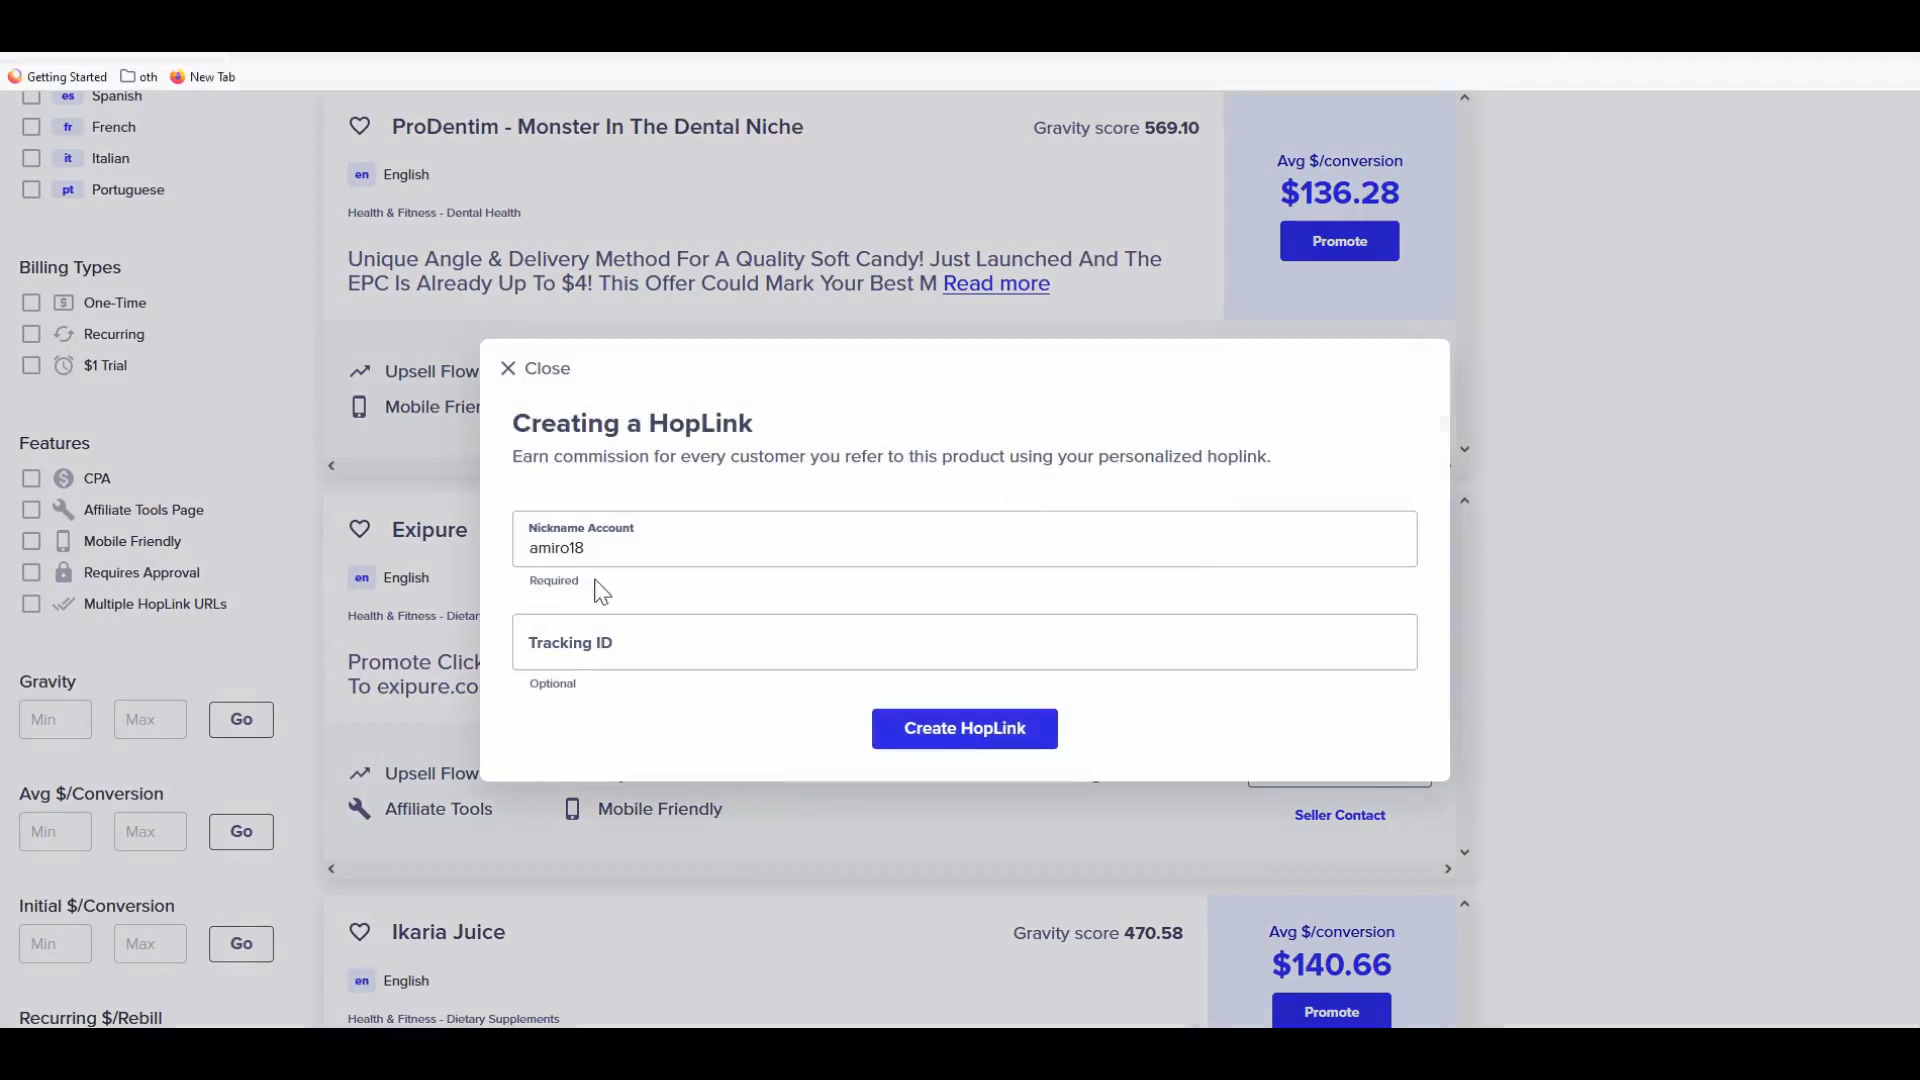 Getting Started oth New Tab
es Spanish
fr French
it Italian
pt Portuguese
Billing Types
One-Time
Recurring
$1 Trial
Features
CPA
Affiliate Tools Page
Mobile Friendly
Requires Approval
Multiple HopLink URLs
Gravity
Min Max Go
Avg $/Conversion
Min Max Go
Initial $/Conversion
Min Max Go
Recurring $/Rebill
ProDentim - Monster In The Dental Niche
Gravity score 569.10
en English
Health & Fitness - Dental Health
Unique Angle & Delivery Method For A Quality Soft Candy! Just Launched And The
EPC Is Already Up To $4! This Offer Could Mark Your Best M Read more
Avg $/conversion
$136.28
Promote
Upsell Flow
Mobile Frien
Close
Creating a HopLink
Earn commission for every customer you refer to this product using your personalized hoplink.
Nickname Account
amiro18
Required
Tracking ID
Optional
Create HopLink
Exipure
en English
Health & Fitness - Dietar
Promote Click
To exipure.co
Upsell Flow
Affiliate Tools Mobile Friendly
Seller Contact
Ikaria Juice
Gravity score 470.58
en English
Health & Fitness - Dietary Supplements
Avg $/conversion
$140.66
Promote